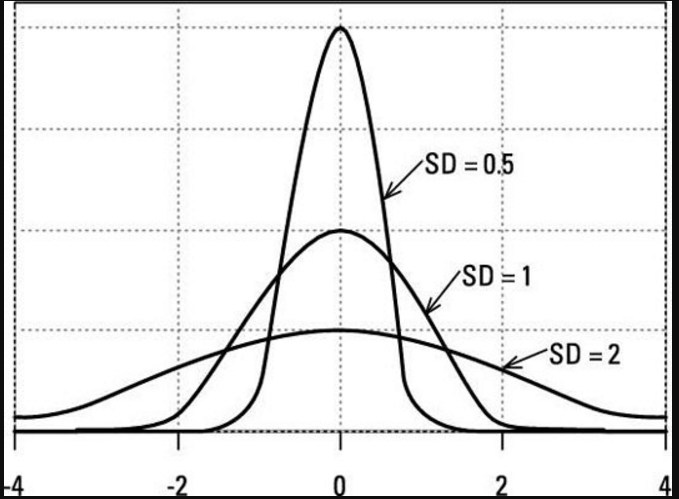 SD = 0.5
SD = 1
SD = 2
-4 -2 0 2 4